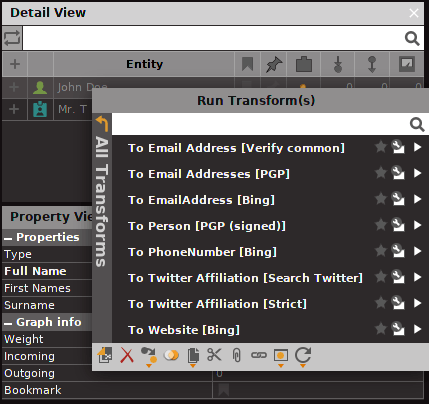 Detail View
Entity
John Doe
Mr. T
Run Transform(s)
All Transforms
To Email Address [Verify common]
To Email Addresses [PGP]
To EmailAddress [Bing]
To Person [PGP (signed)]
To PhoneNumber [Bing]
To Twitter Affiliation [Search Twitter]
To Twitter Affiliation [Strict]
To Website [Bing]
Property Vie
Properties
Type
Full Name
First Names
Surname
Graph info
Weight
Incoming
Outgoing 0
Bookmark